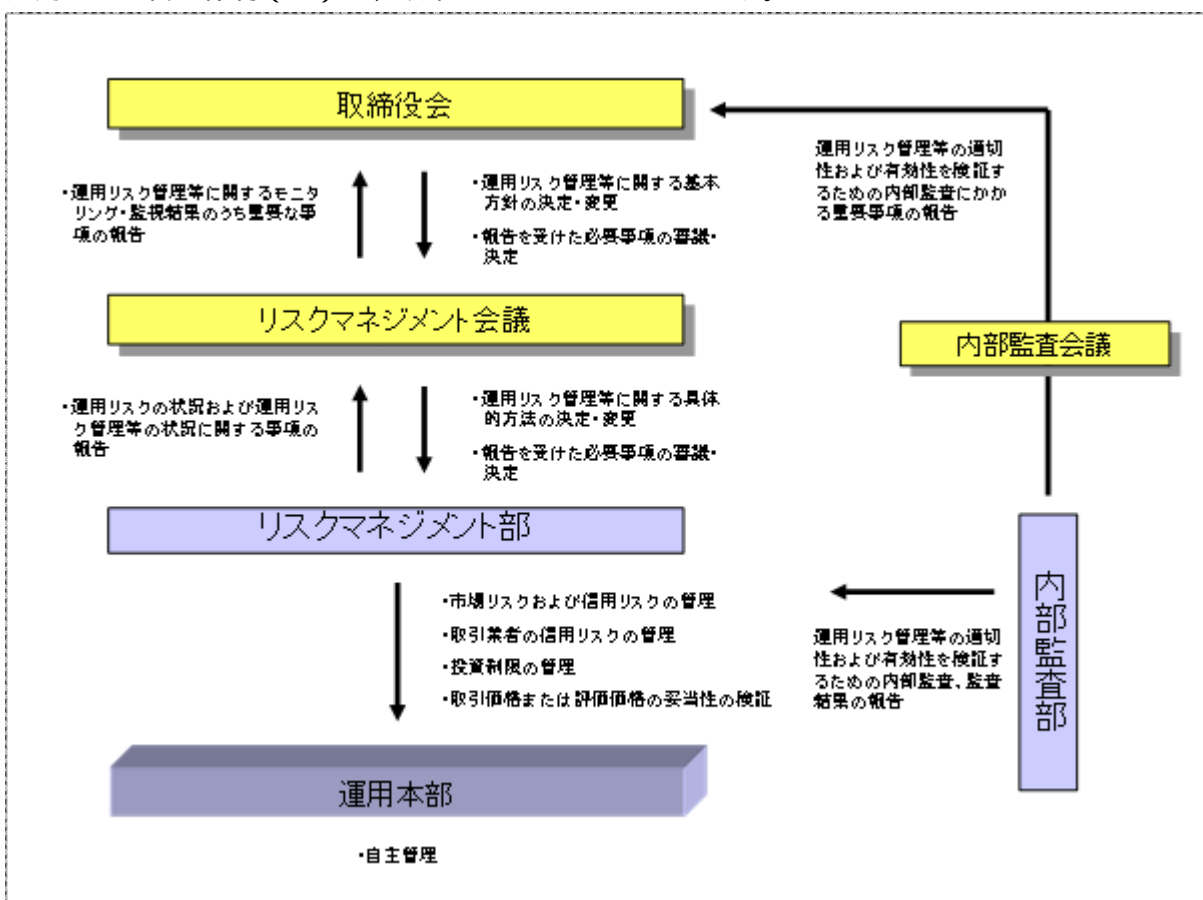 取締役会
・運用リスク管理等に関するモニ
タリング・監視結果のうち重要な事
項の報告
・運用リスク管理等に関する基本
方針の決定・変更
・報告を受けた必要事項の審議・
決定
運用リスク管理等の適切
性および有効性を検証す
るための内部監査にかか
る重要事項の報告
リスクマネジメント会議
内部監査会議
・運用リスクの状況および運用リス
ク管理等の状況に関する事項の
報告
・運用リスク管理等に関する具体
的方法の決定・変更
・報告を受けた必要事項の審議・
決定
リスクマネジメント部
・市場リスクおよび信用リスクの管理
・取引業者の信用リスクの管理
・投資制限の管理
・取引価格または評価価格の妥当性の検証
運用リスク管理等の適切
性および有効性を検証す
るための内部監査、監査
結果の報告
内部監査部
運用本部
・自主管理